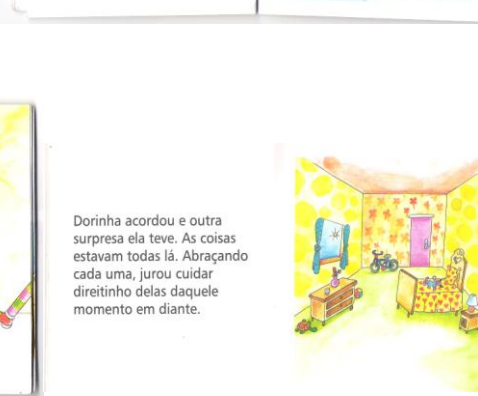 Dorinha acordou e outra
surpresa ela teve. As coisas
estavam todas lá. Abraçando
cada uma, jurou cuidar
direitinho delas daquele
momento em diante.